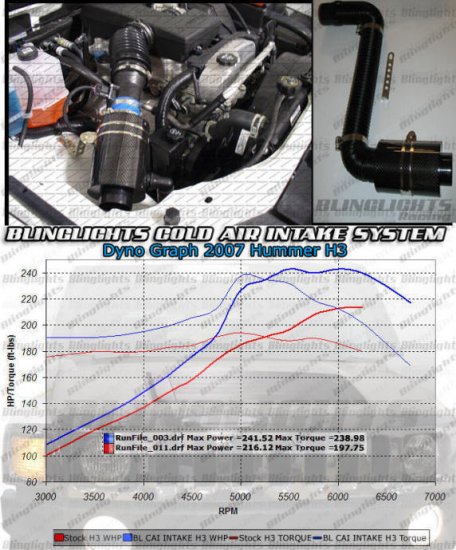 BLINGLIGHTS
Racing
BLINGLIGHTS COLD AIR INTAKE SYSTEM
Dyno Graph 2007 Hummer H3
HP/Torque (ft-lbs)
240
220
200
180
160
140
120
100
80
RunFile_003.drf Max Power =241.52 Max Torque =238.98
RunFile_011.drf Max Power =216.12 Max Torque =197.75
3000 3500 4000 4500 5000 5500 6000 6500 7000
RPM
Stock H3 WHP BL CAI INTAKE H3 WHP Stock H3 TORQUE BL CAI INTAKE H3 Torque